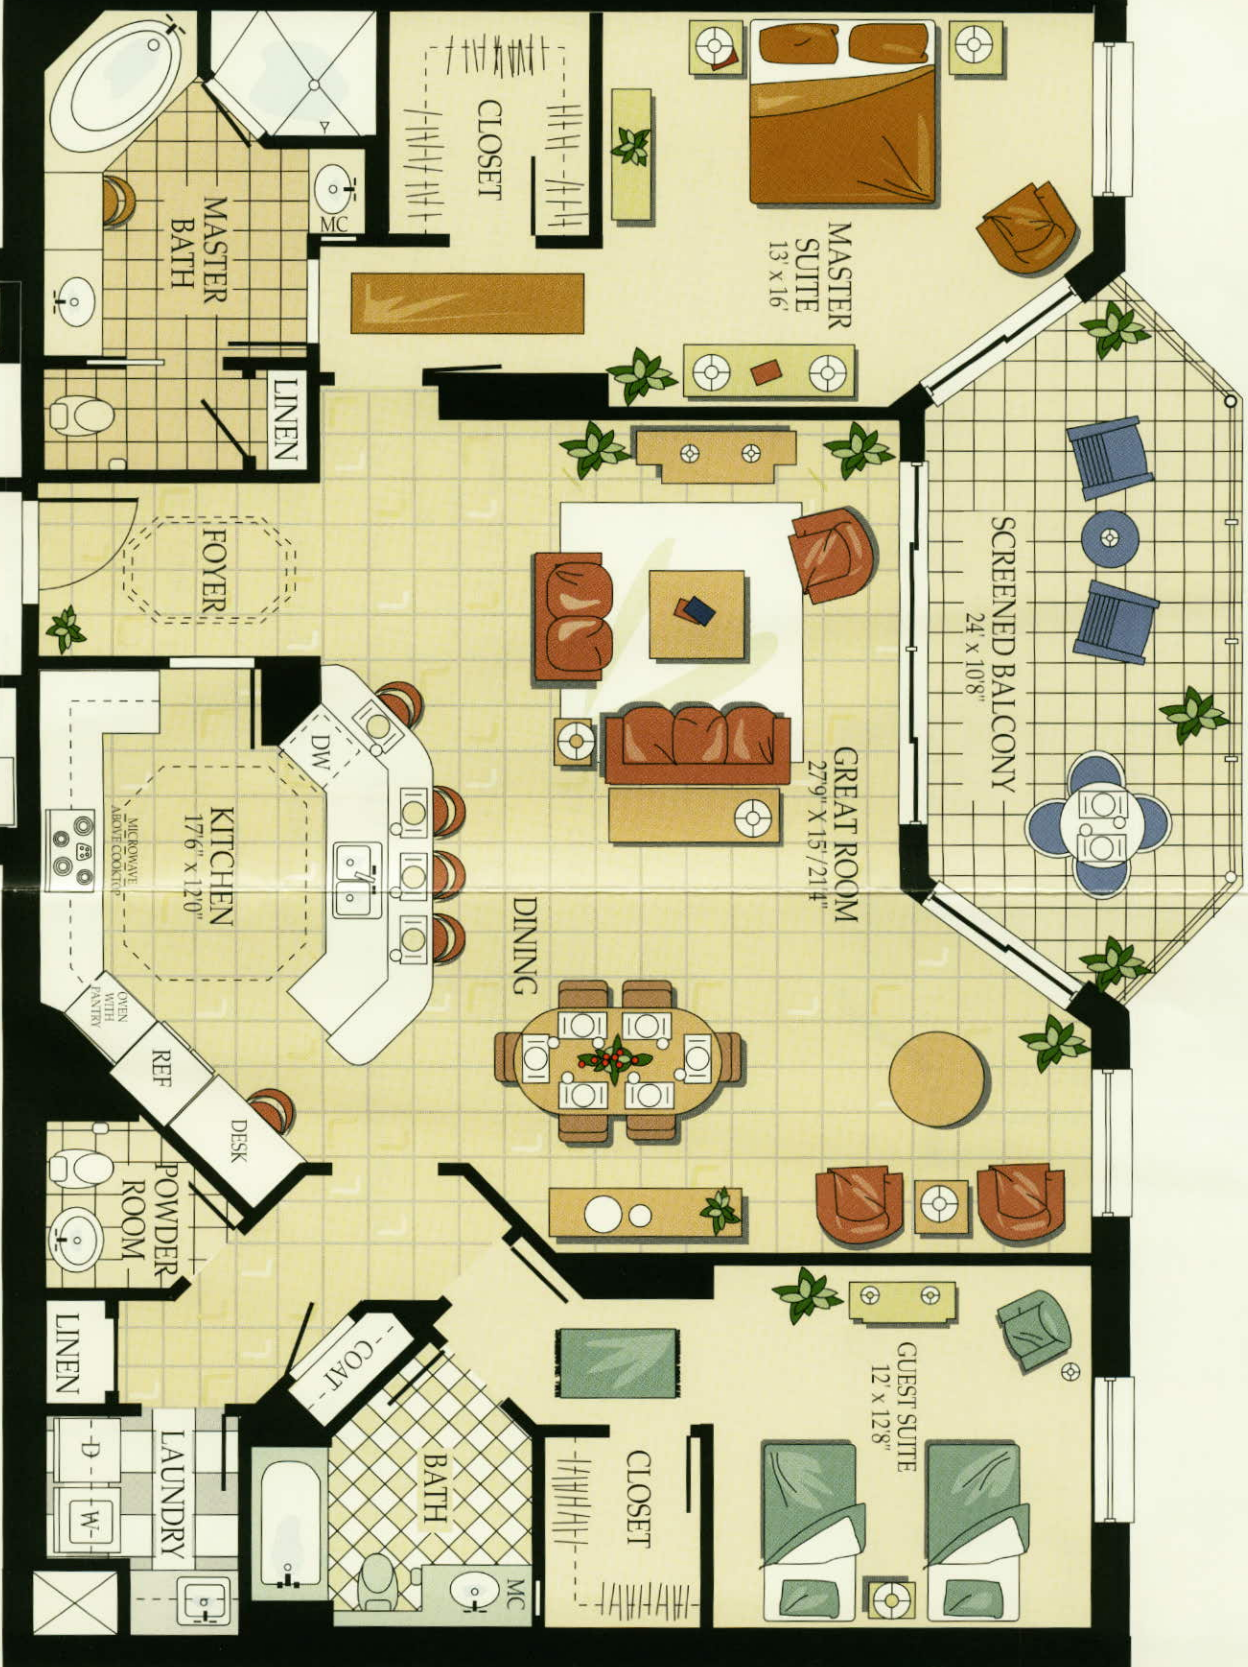 CLOSET
MASTER
BATH
MC
MASTER
SUITE
13' x 16'
LINEN
FOYER
SCREENED BALCONY
24' x 10'8"
GREAT ROOM
27'9" X 15'/21'4"
DW
KITCHEN
17'6" x 12'0"
MICROWAVE
ABOVE COOKTOP
DINING
OVEN
WITH
PANTRY
REF
DESK
POWDER
ROOM
LINEN
COAT
GUEST SUITE
12' x 12'8"
D
W
LAUNDRY
BATH
MC
CLOSET